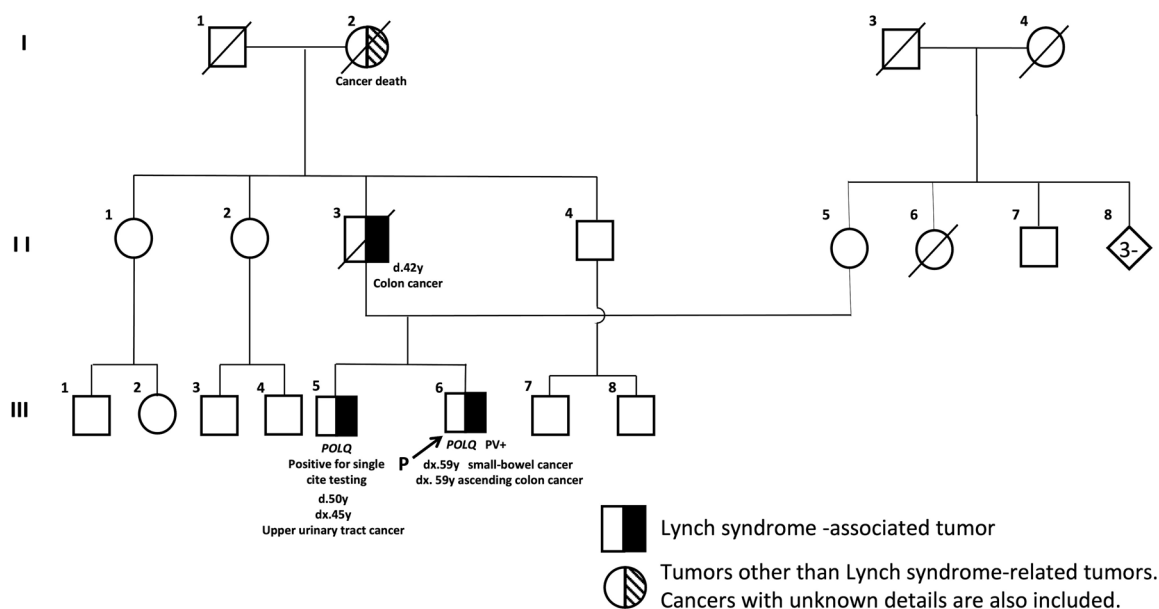 I
1
2
3
4
Cancer death
II
1
2
3
4
5
6
7
8
3-
d.42y
Colon cancer
III
1
2
3
4
5
6
7
8
POLQ
Positive for single
cite testing
d.50y
dx.45y
Upper urinary tract cancer
P
POLQ PV+
dx.59y small-bowel cancer
dx. 59y ascending colon cancer
Lynch syndrome -associated tumor
Tumors other than Lynch syndrome-related tumors.
Cancers with unknown details are also included.